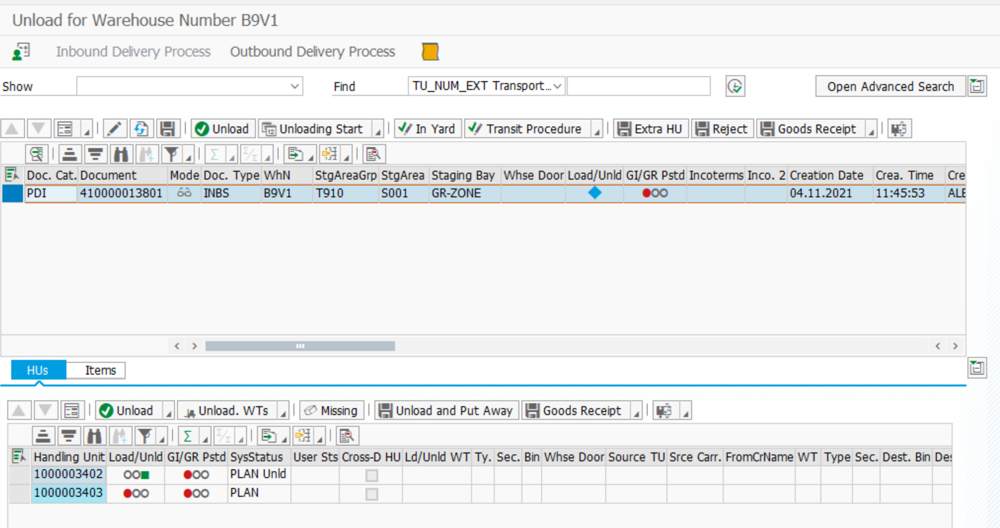 Unload for Warehouse Number B9V1
Inbound Delivery Process Outbound Delivery Process
Show Find TU_NUM_EXT Transport... Open Advanced Search
Unload Unloading Start In Yard Transit Procedure Extra HU Reject Goods Receipt
Doc. Cat. Document Mode Doc. Type WhN StgAreaGrp StgArea Staging Bay Whse Door Load/Unld GI/GR Pstd Incoterms Inco. 2 Creation Date Crea. Time Cre
PDI 410000013801 INBS B9V1 T910 S001 GR-ZONE 04.11.2021 11:45:53 ALE
HUs Items
Unload Unload. WTs Missing Unload and Put Away Goods Receipt
Handling Unit Load/Unld GI/GR Pstd SysStatus User Sts Cross-D HU Ld/Unld WT Ty. Sec. Bin Whse Door Source TU Srce Carr. FromCrName WT Type Sec. Dest. Bin Des
1000003402 PLAN Unld
1000003403 PLAN